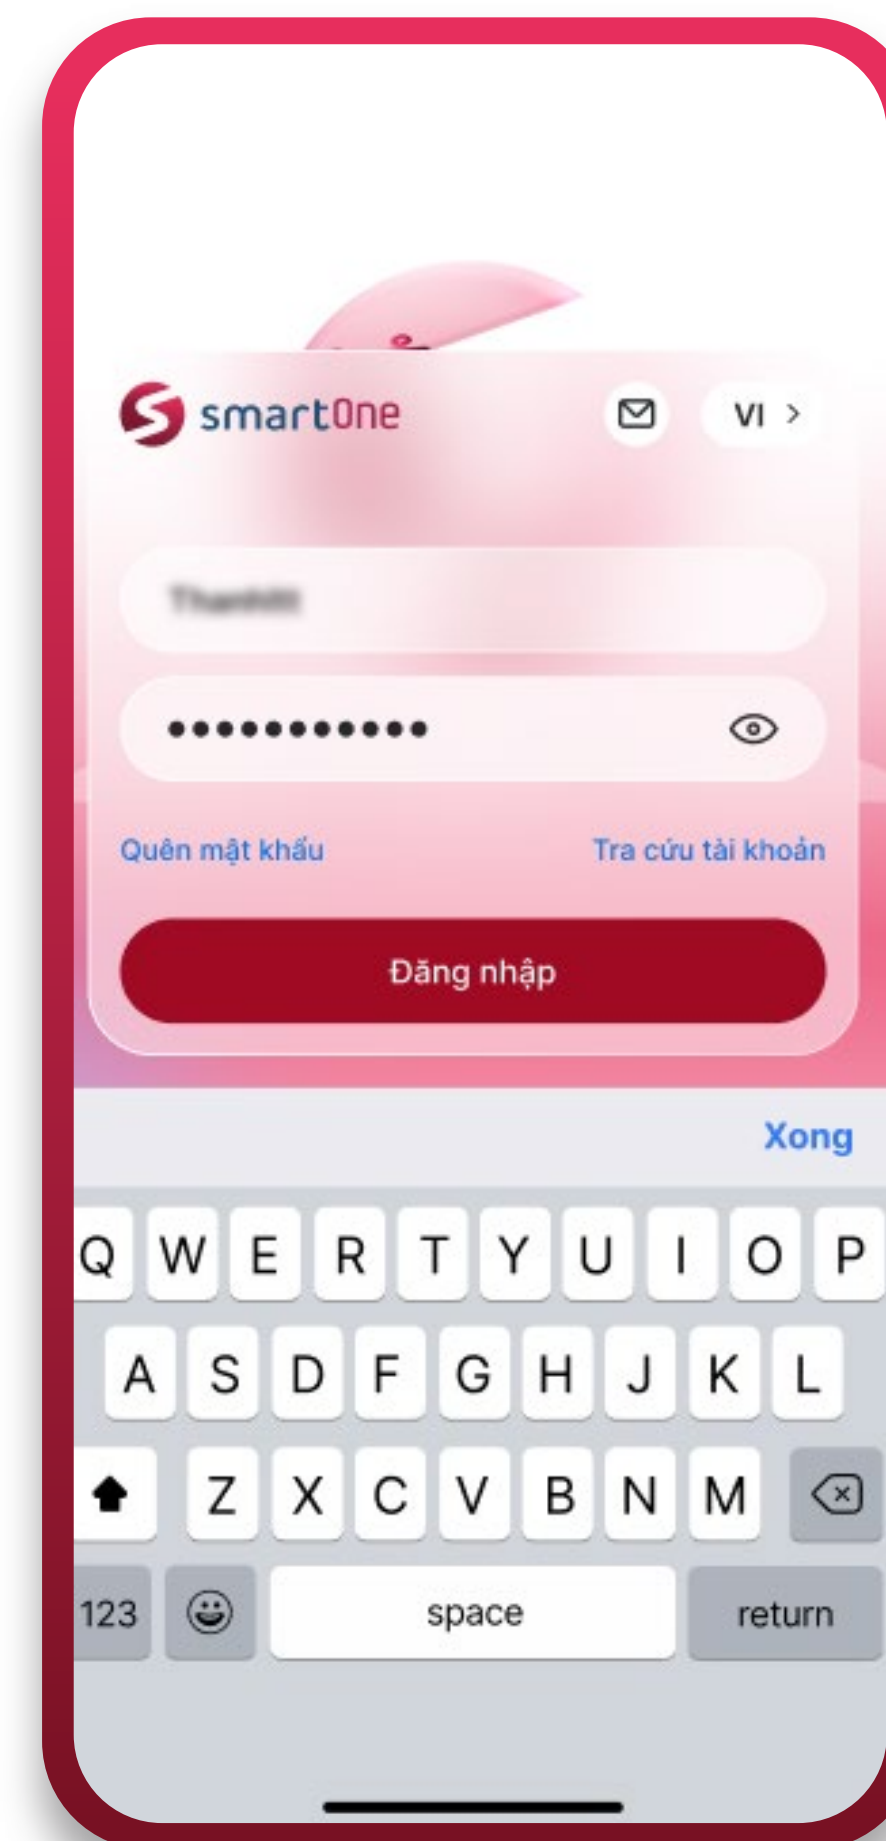 smartOne
VI >
Quên mật khẩu
Tra cứu tài khoản
Đăng nhập
Xong
Q W E R T Y U I O P
A S D F G H J K L
Z X C V B N M
123 space return